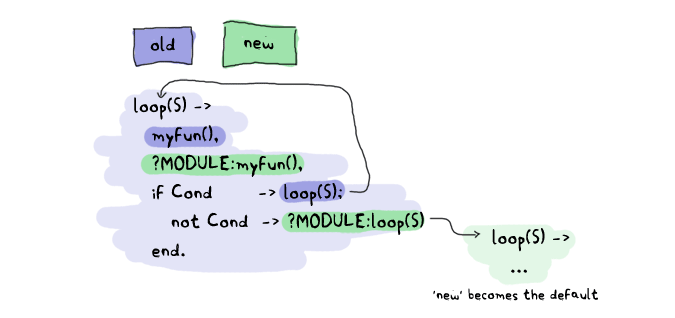 old
new
loop(S) ->
myfun(),
?MODULE:myfun(),
if Cond -> loop(S);
not Cond -> ?MODULE:loop(S)
end.
loop(S) ->
...
'new' becomes the default